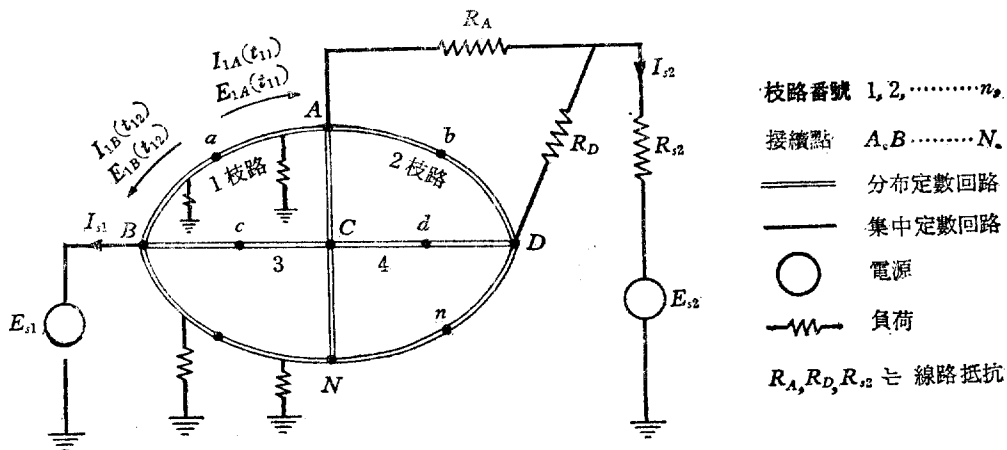 R_A
I_{1A}(t_{11})
E_{1A}(t_{11})
I_{s2}
A
I_{1B}(t_{12})
E_{1B}(t_{12})
a
b
R_D
R_{s2}
1 枝路
2 枝路
I_{s1}
B
c
C
d
D
3
4
E_{s1}
E_{s2}
n
N
枝路番號 1, 2, ·········n。
接續點 A、B ·········N。
分布定數回路
集中定數回路
電源
負荷
R_A, R_D, R_{s2} 는 線路抵抗